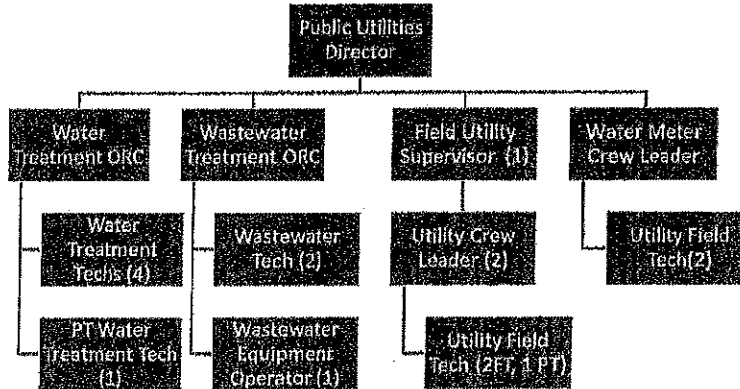 Public Utilities
Director
Water
Treatment ORC
Wastewater
Treatment ORC
Field Utility
Supervisor (1)
Water Meter
Crew Leader
Water
Treatment
Techs (4)
Wastewater
Tech (2)
Utility Crew
Leader (2)
Utility Field
Tech(2)
PT Water
Treatment Tech
(1)
Wastewater
Equipment
Operator (1)
Utility Field
Tech (2FT, 1 PT)